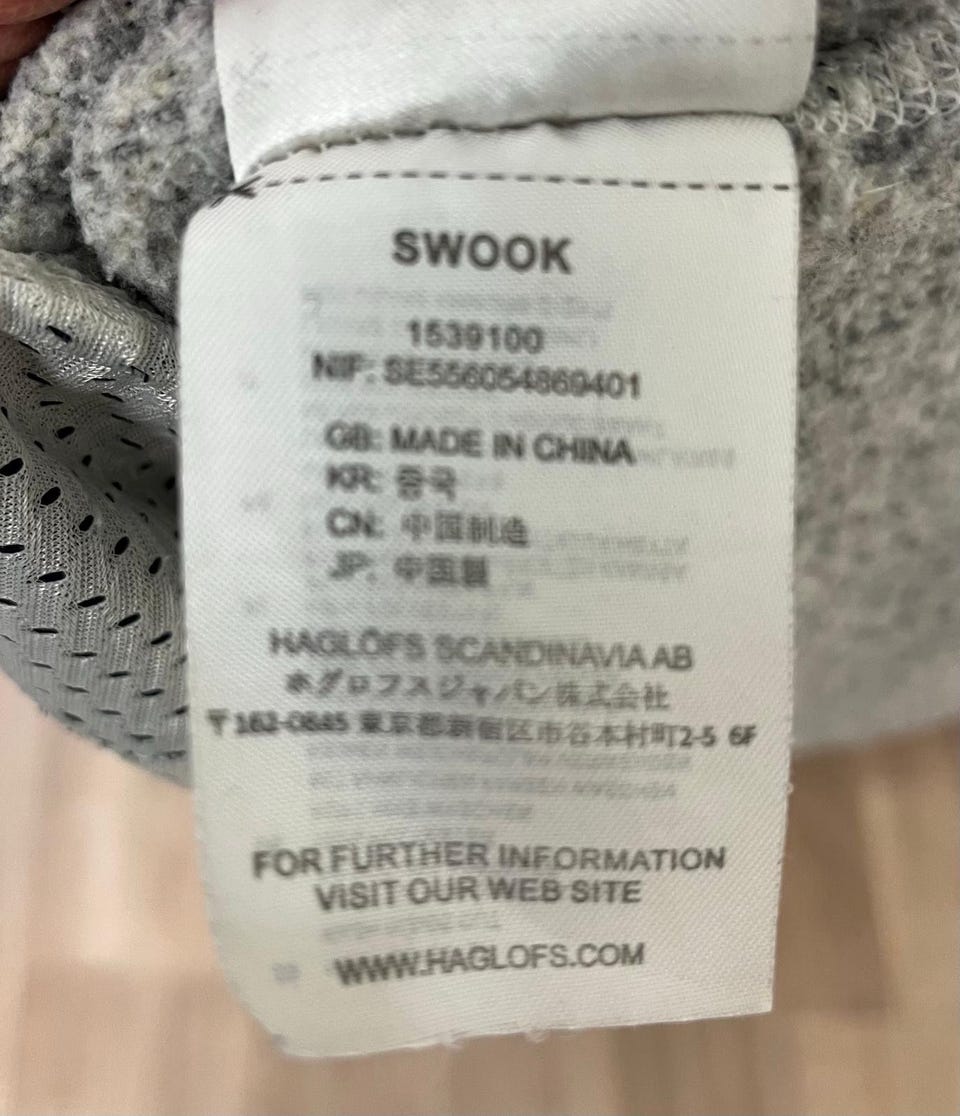 SWOOK
1539100
NIF: SE556054869401
GB: MADE IN CHINA
KR: 중국
CN: 中国制造
JP: 中国製
HAGLÖFS SCANDINAVIA AB
ホグロフスジャパン株式会社
〒162-0845 東京都新宿区市谷本村町2-5 6F
FOR FURTHER INFORMATION
VISIT OUR WEB SITE
WWW.HAGLOFS.COM